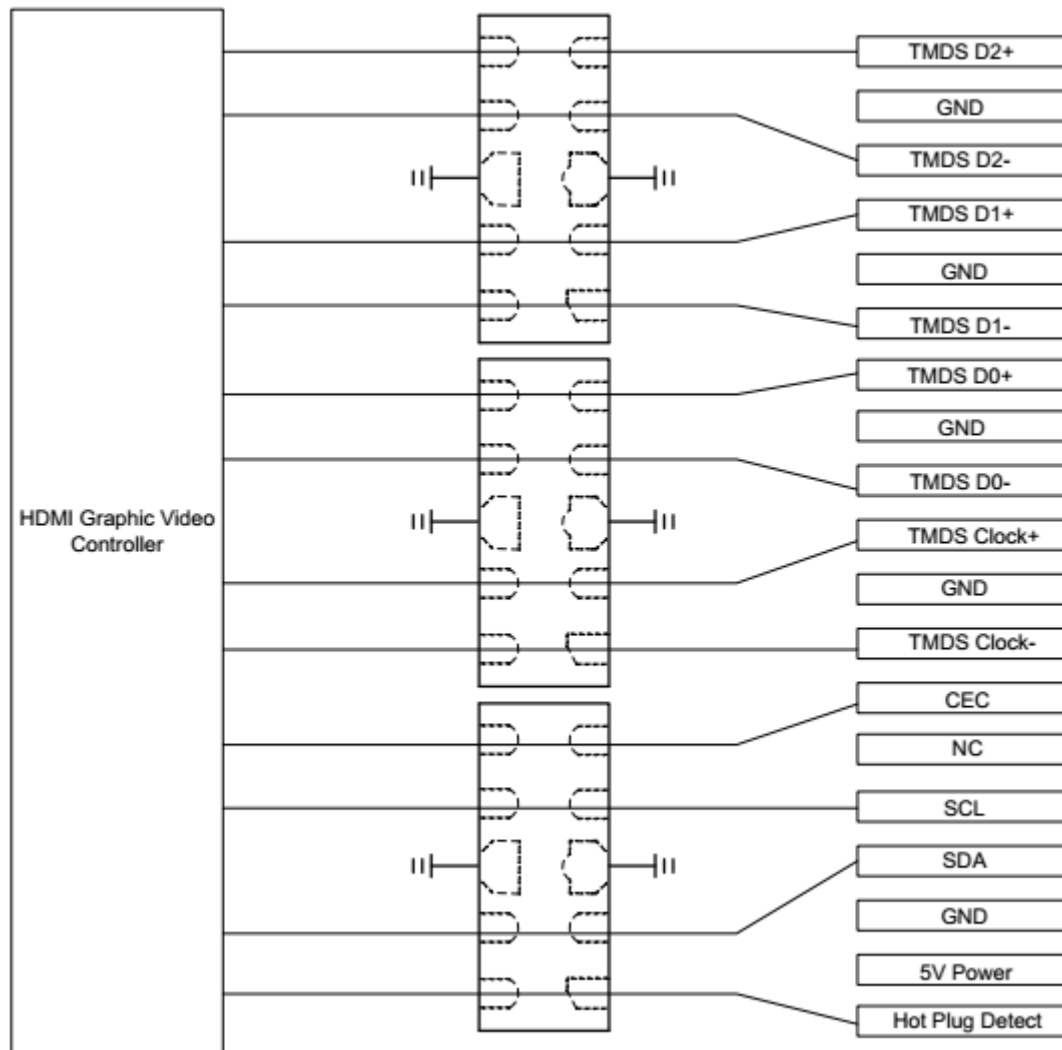 TMDS D2+
GND
TMDS D2-
TMDS D1+
GND
TMDS D1-
TMDS D0+
GND
TMDS D0-
HDMI Graphic Video
Controller
TMDS Clock+
GND
TMDS Clock-
CEC
NC
SCL
SDA
GND
5V Power
Hot Plug Detect